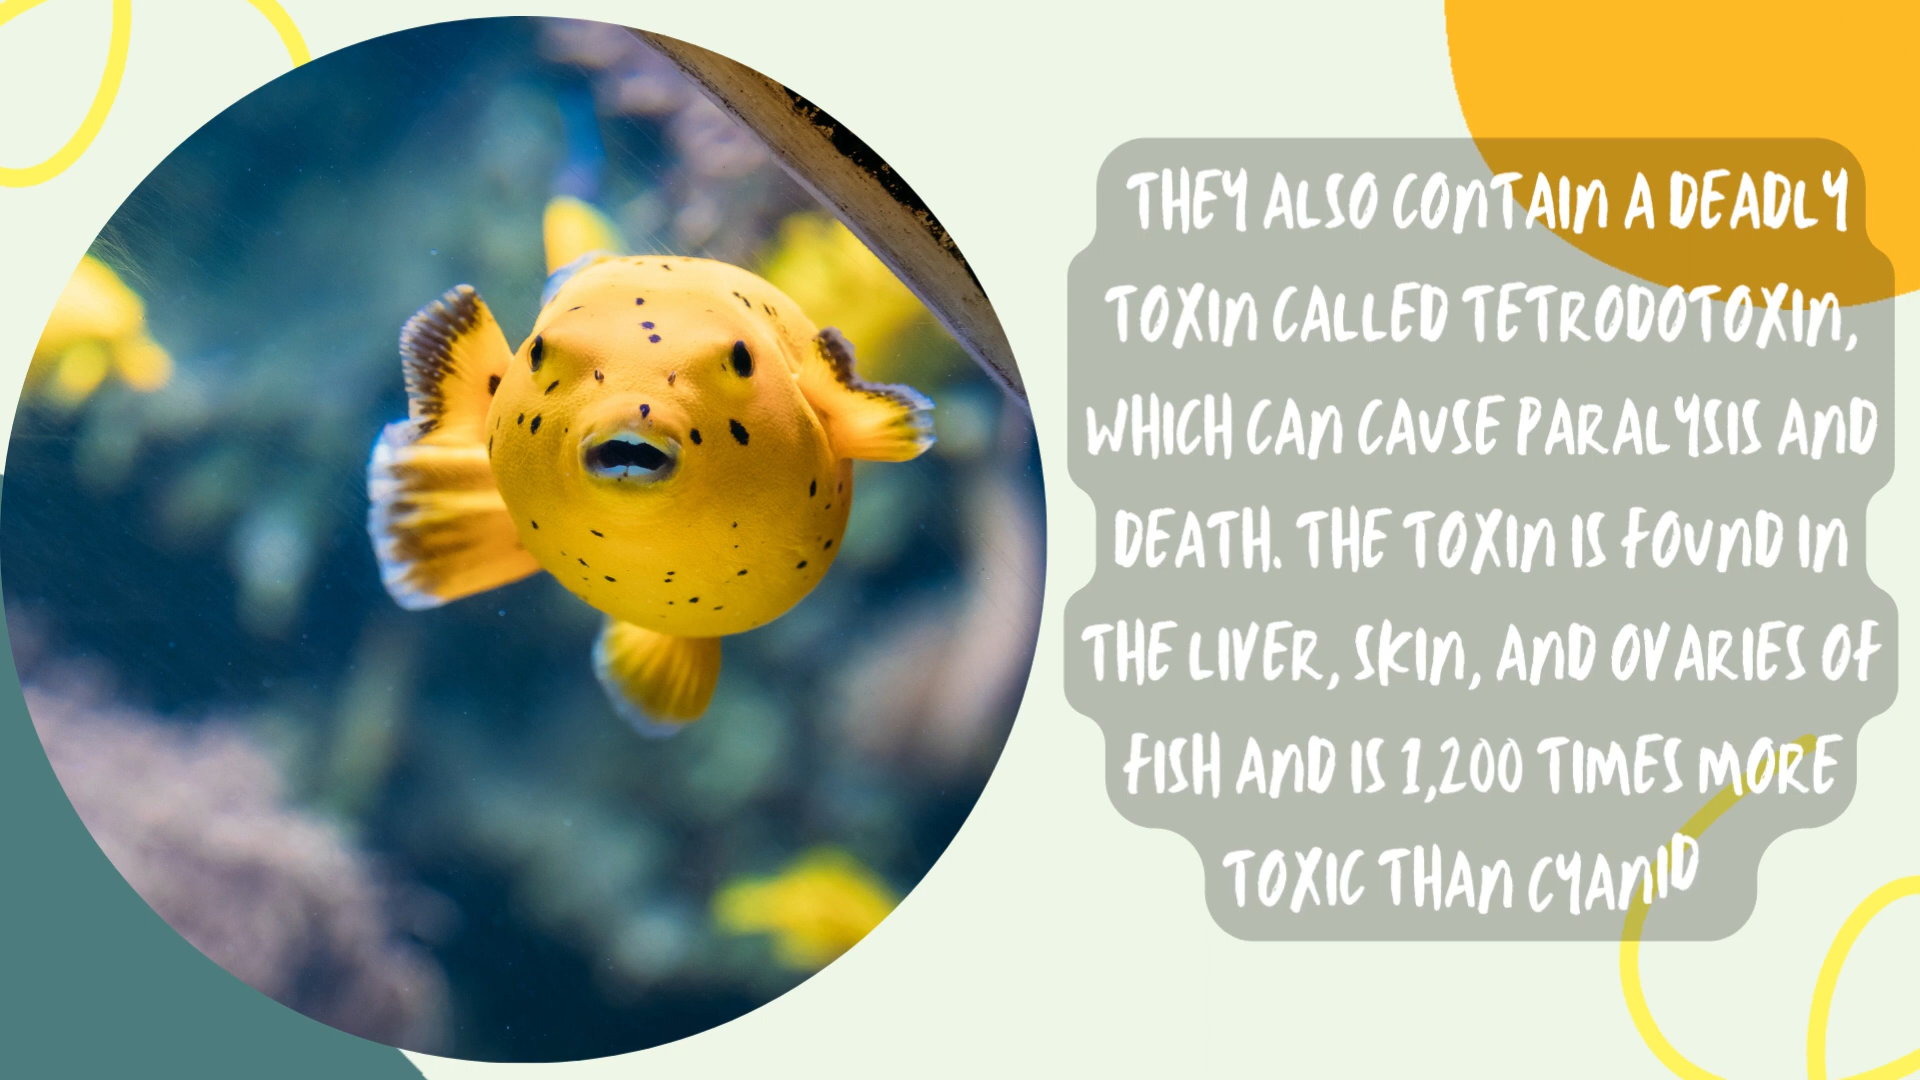 THEY ALSO CONTAIN A DEADLY
TOXIN CALLED TETRODOTOXIN,
WHICH CAN CAUSE PARALYSIS AND
DEATH. THE TOXIN IS FOUND IN
THE LIVER, SKIN, AND OVARIES OF
FISH AND IS 1,200 TIMES MORE
TOXIC THAN CYANID